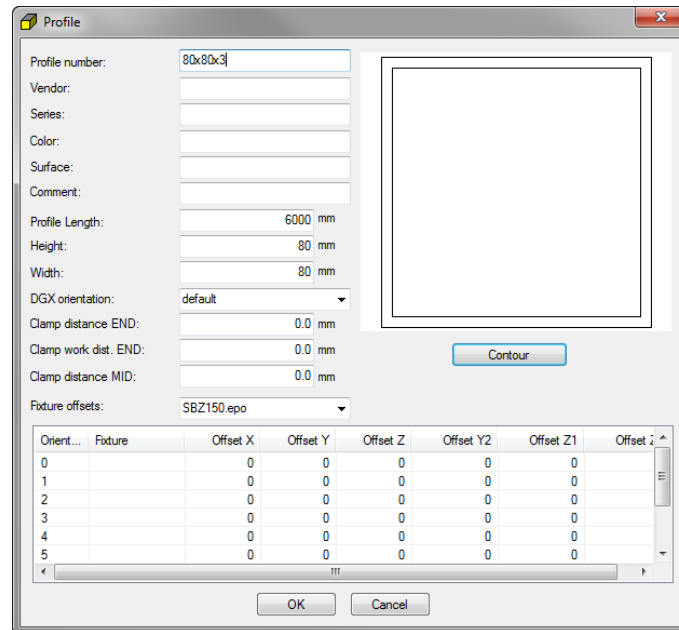 Profile
x
Profile number: 80x80x3
Vendor:
Series:
Color:
Surface:
Comment:
Profile Length: 6000 mm
Height: 80 mm
Width: 80 mm
DGX orientation: default
Clamp distance END: 0.0 mm
Clamp work dist. END: 0.0 mm
Contour
Clamp distance MID: 0.0 mm
Fixture offsets: SBZ150.epo
Orient... Fixture Offset X Offset Y Offset Z Offset Y2 Offset Z1 Offset
0 0 0 0 0 0
1 0 0 0 0 0
2 0 0 0 0 0
3 0 0 0 0 0
4 0 0 0 0 0
5 0 0 0 0 0
OK Cancel